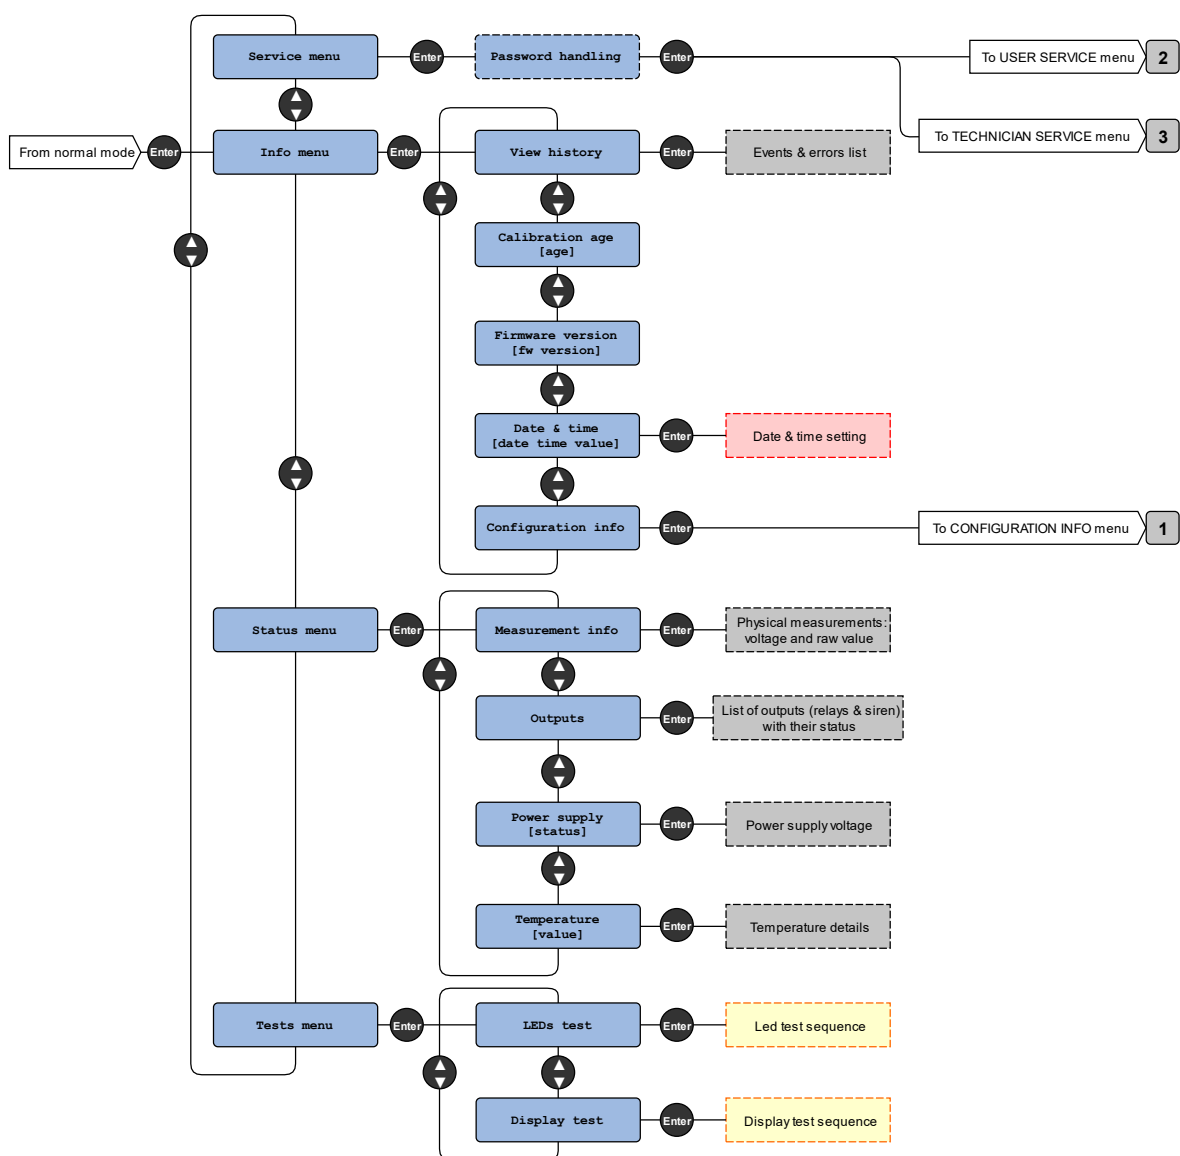 Service menu
Enter
Password handling
Enter
To USER SERVICE menu
2
To TECHNICIAN SERVICE menu
3
From normal mode
Enter
Info menu
Enter
View history
Enter
Events & errors list
Calibration age
[age]
Firmware version
[fw version]
Date & time
[date time value]
Enter
Date & time setting
Configuration info
Enter
To CONFIGURATION INFO menu
1
Status menu
Enter
Measurement info
Enter
Physical measurements:
voltage and raw value
Outputs
Enter
List of outputs (relays & siren)
with their status
Power supply
[status]
Enter
Power supply voltage
Temperature
[value]
Enter
Temperature details
Tests menu
Enter
LEDs test
Enter
Led test sequence
Display test
Enter
Display test sequence